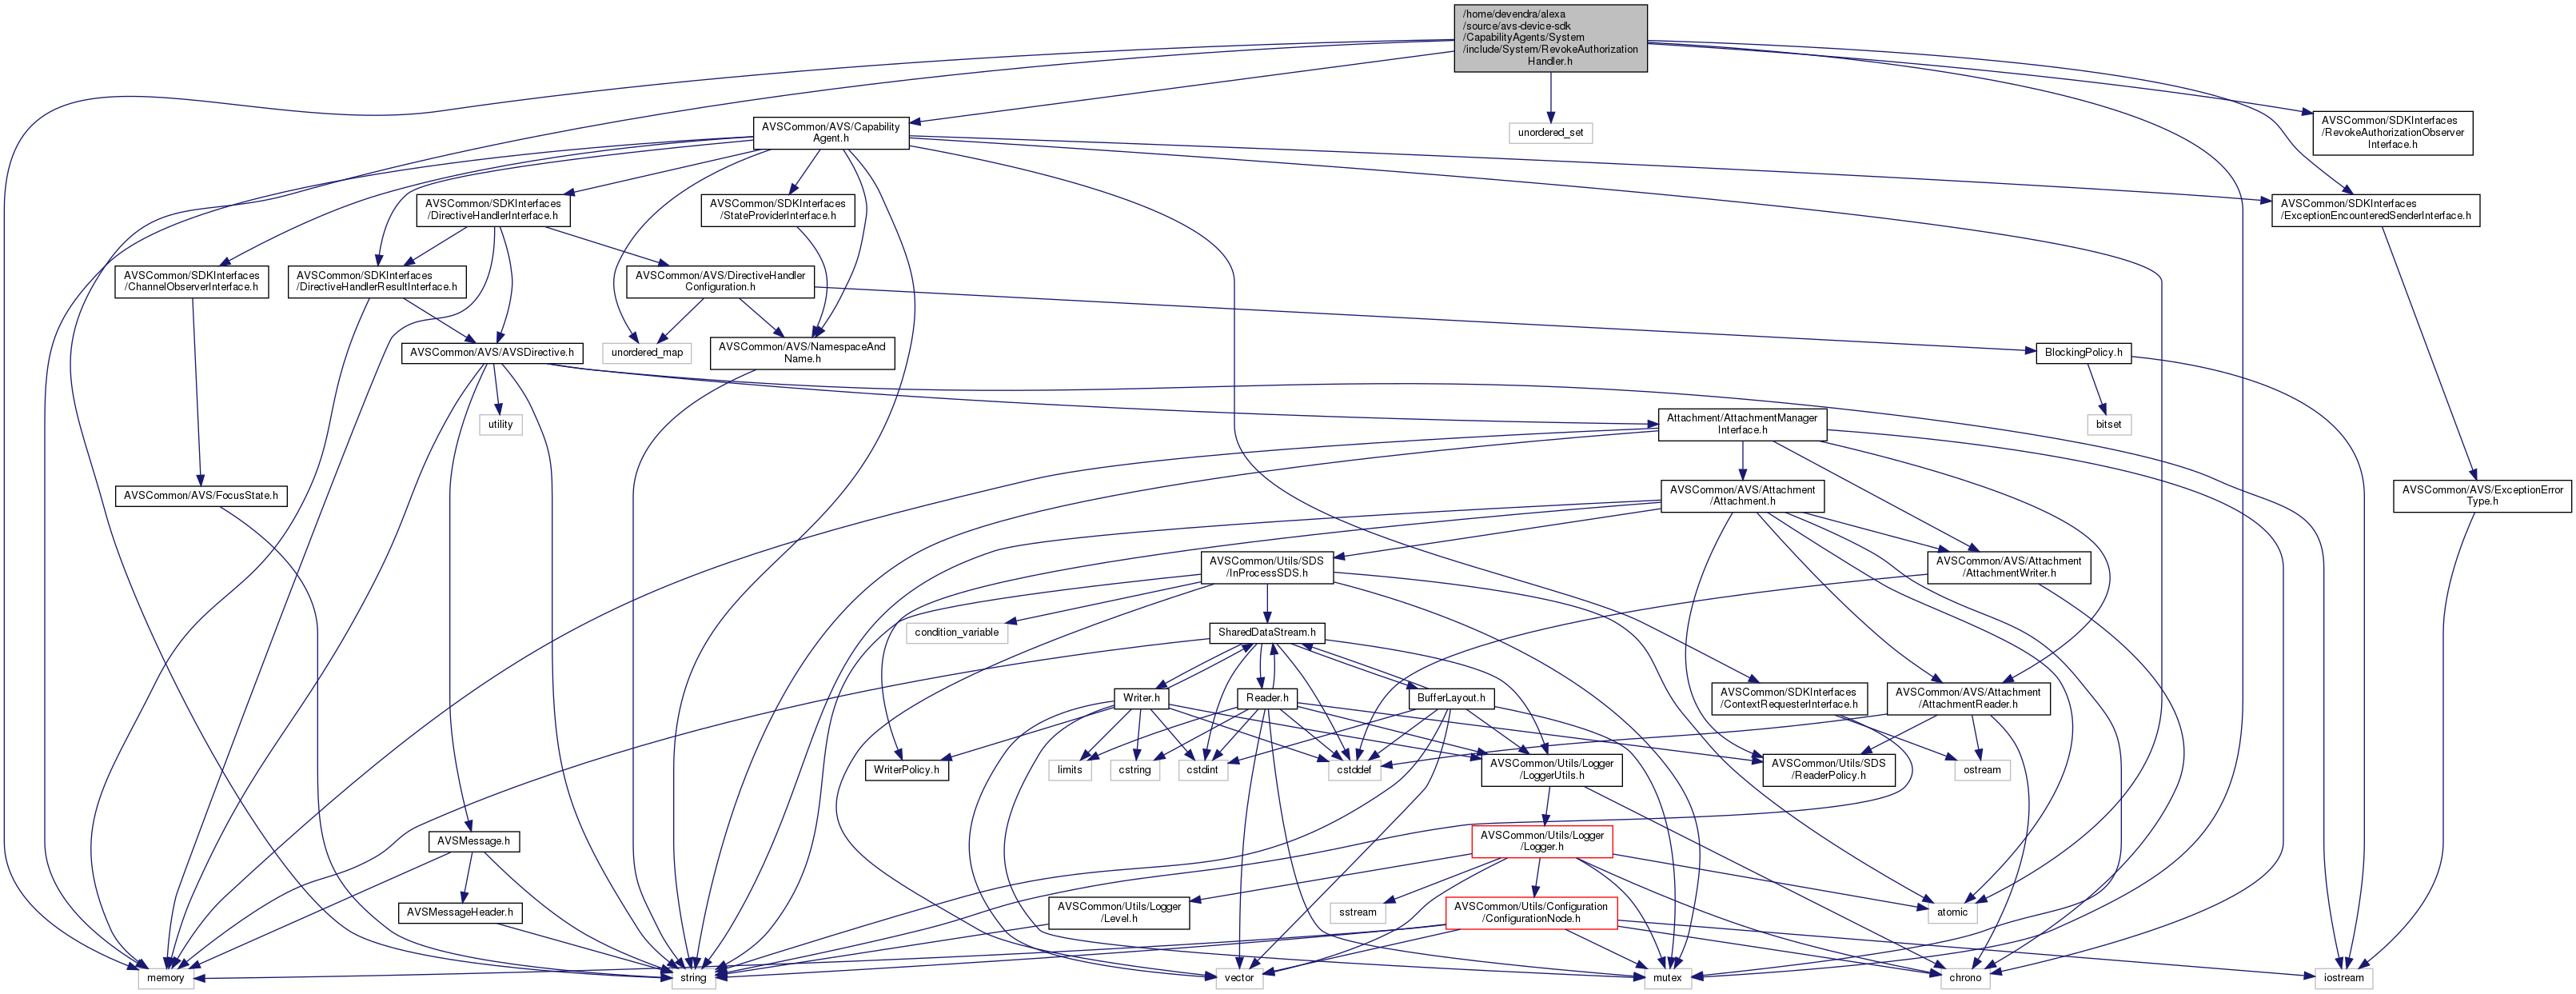 /home/devendra/alexa
/source/avs-device-sdk
/CapabilityAgents/System
/include/System/RevokeAuthorization
Handler.h
AVSCommon/AVS/Capability
Agent.h
unordered_set
AVSCommon/SDKInterfaces
/RevokeAuthorizationObserver
Interface.h
AVSCommon/SDKInterfaces
/DirectiveHandlerInterface.h
AVSCommon/SDKInterfaces
/StateProviderInterface.h
AVSCommon/SDKInterfaces
/ExceptionEncounteredSenderInterface.h
AVSCommon/SDKInterfaces
/ChannelObserverInterface.h
AVSCommon/SDKInterfaces
/DirectiveHandlerResultInterface.h
AVSCommon/AVS/DirectiveHandler
Configuration.h
AVSCommon/AVS/AVSDirective.h
unordered_map
AVSCommon/AVS/NamespaceAnd
Name.h
BlockingPolicy.h
utility
Attachment/AttachmentManager
Interface.h
bitset
AVSCommon/AVS/FocusState.h
AVSCommon/AVS/Attachment
/Attachment.h
AVSCommon/AVS/ExceptionError
Type.h
AVSCommon/Utils/SDS
/InProcessSDS.h
AVSCommon/AVS/Attachment
/AttachmentWriter.h
condition_variable
SharedDataStream.h
Writer.h
Reader.h
BufferLayout.h
AVSCommon/SDKInterfaces
/ContextRequesterInterface.h
AVSCommon/AVS/Attachment
/AttachmentReader.h
WriterPolicy.h
limits
cstring
cstdint
cstddef
AVSCommon/Utils/Logger
/LoggerUtils.h
AVSCommon/Utils/SDS
/ReaderPolicy.h
ostream
AVSMessage.h
AVSCommon/Utils/Logger
/Logger.h
AVSMessageHeader.h
AVSCommon/Utils/Logger
/Level.h
sstream
AVSCommon/Utils/Configuration
/ConfigurationNode.h
atomic
memory
string
vector
mutex
chrono
iostream